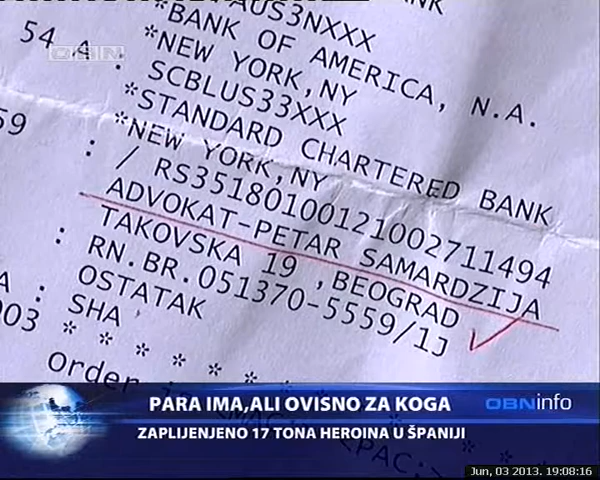 *BANK OF AMERICA, N.A.
54 A : *NEW YORK,NY
OBN
SCBLUS33XXX
*STANDARD CHARTERED BANK
*NEW YORK,NY
: / RS35180100121002711494
ADVOKAT-PETAR SAMARDZIJA
TAKOVSKA 19 ,BEOGRAD
: RN.BR.051370-5559/1J
: OSTATAK
SHA
* * * * * * *
Order
PARA IMA,ALI OVISNO ZA KOGA
OBNinfo
ZAPLIJENJENO 17 TONA HEROINA U ŠPANIJI
Jun, 03 2013. 19:08:16